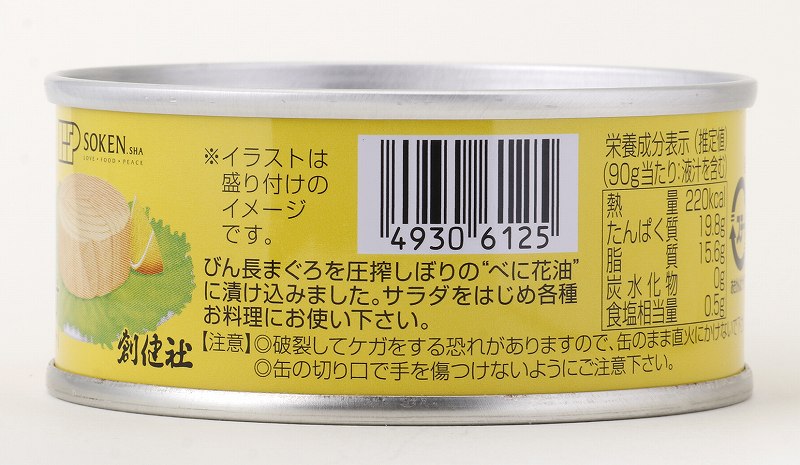 SOKEN.SHA
LOVE・FOOD・PEACE
※イラストは
盛り付けの
イメージ
です。
4930 6125
びん長まぐろを圧搾しぼりの“べに花油”
に漬け込みました。サラダをはじめ各種
お料理にお使い下さい。
創健社
【注意】◎破裂してケガをする恐れがありますので、缶のまま直火にかけないで下
◎缶の切り口で手を傷つけないようにご注意下さい。
栄養成分表示(推定値)
(90g当たり:液汁を含む)
熱量 220kcal
たんぱく質 19.8g
脂質 15.6g
炭水化物 0g
食塩相当量 0.5g